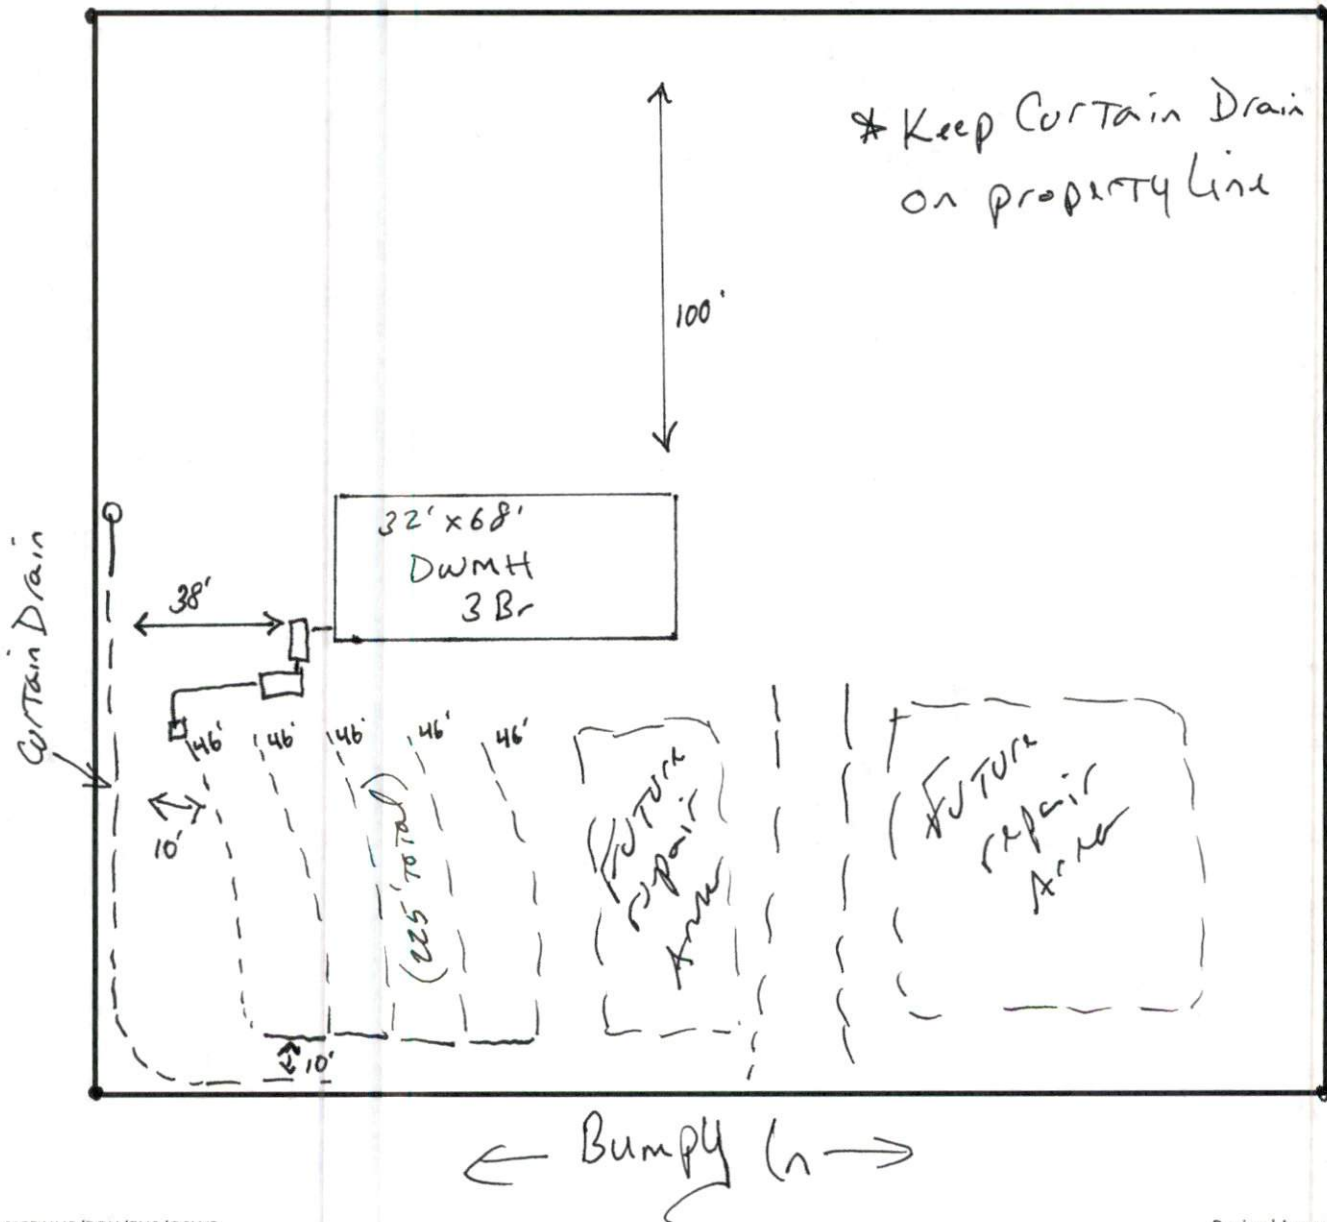 * Keep Curtain Drain
on property Line
100'
32' x 68'
DWMH
3 Br
Curtain Drain
38'
46'
46'
46'
46'
46'
10'
(225' Total)
Future
repair
Area
Future
repair
Area
10'
Bumpy Ln